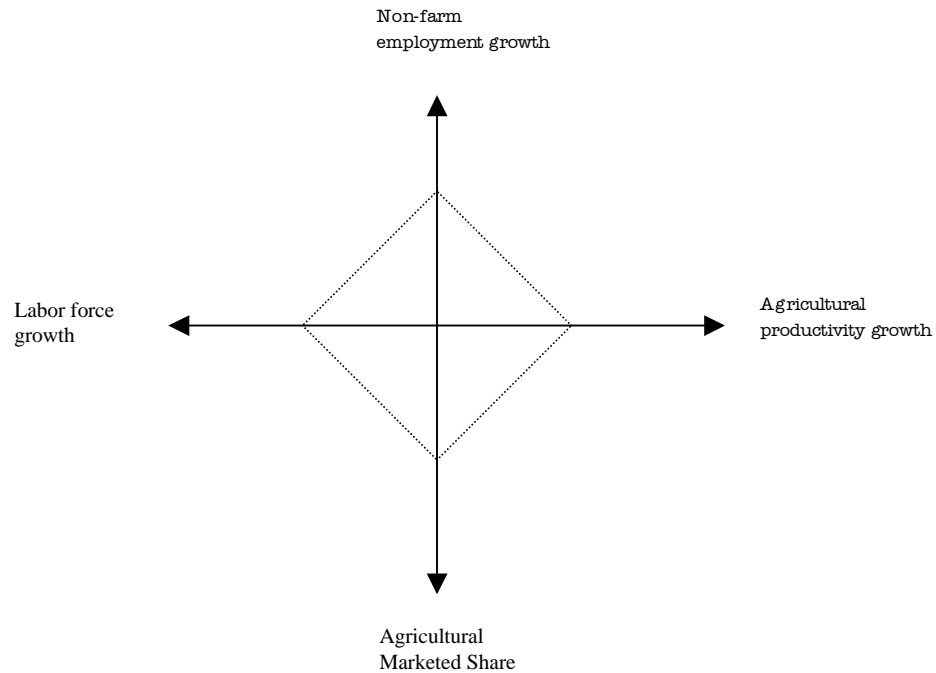 Non-farm
employment growth
Labor force
growth
Agricultural
productivity growth
Agricultural
Marketed Share